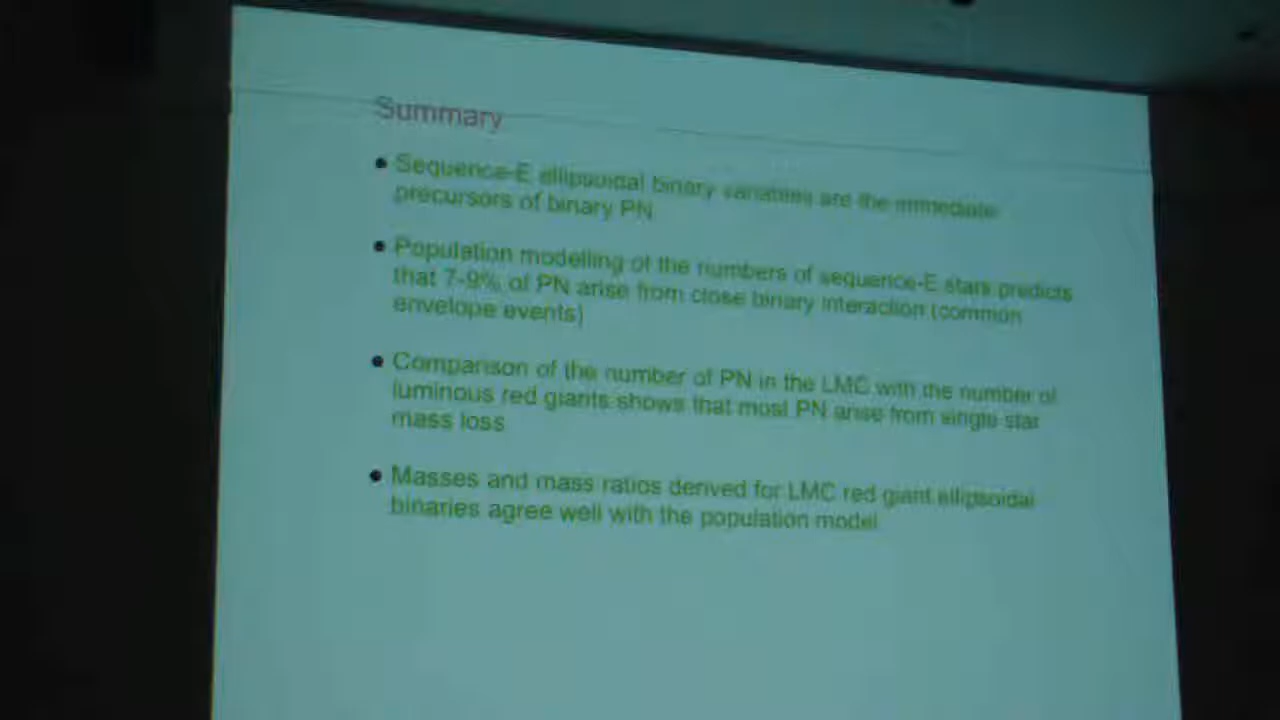 Summary
Sequence-E ellipsoidal binary variables are the immediate
precursors of binary PN
Population modelling of the numbers of sequence-E stars predicts
that 7-9% of PN arise from close binary interaction (common
envelope events)
Comparison of the number of PN in the LMC with the number of
luminous red giants shows that most PN arise from single star
mass loss
Masses and mass ratios derived for LMC red giant ellipsoidal
binaries agree well with the population model